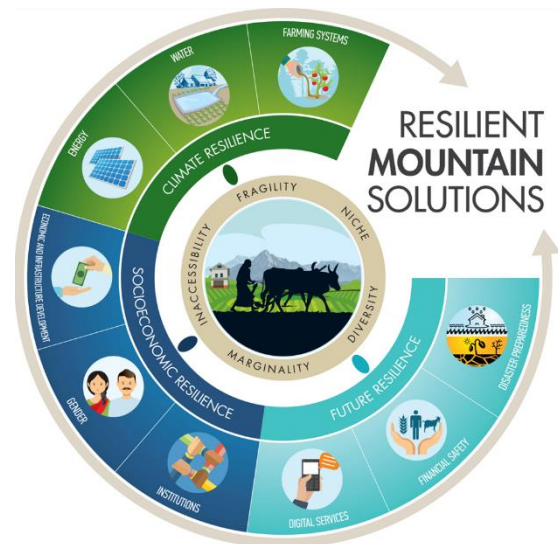 RESILIENT
MOUNTAIN
SOLUTIONS
FARMING SYSTEMS
WATER
ENERGY
CLIMATE RESILIENCE
ECONOMIC AND INFRASTRUCTURE DEVELOPMENT
GENDER
INSTITUTIONS
SOCIOECONOMIC RESILIENCE
DIGITAL SERVICES
FINANCIAL SAFETY
DISASTER PREPAREDNESS
FUTURE RESILIENCE
INACCESSIBILITY
FRAGILITY
NICHE
DIVERSITY
MARGINALITY